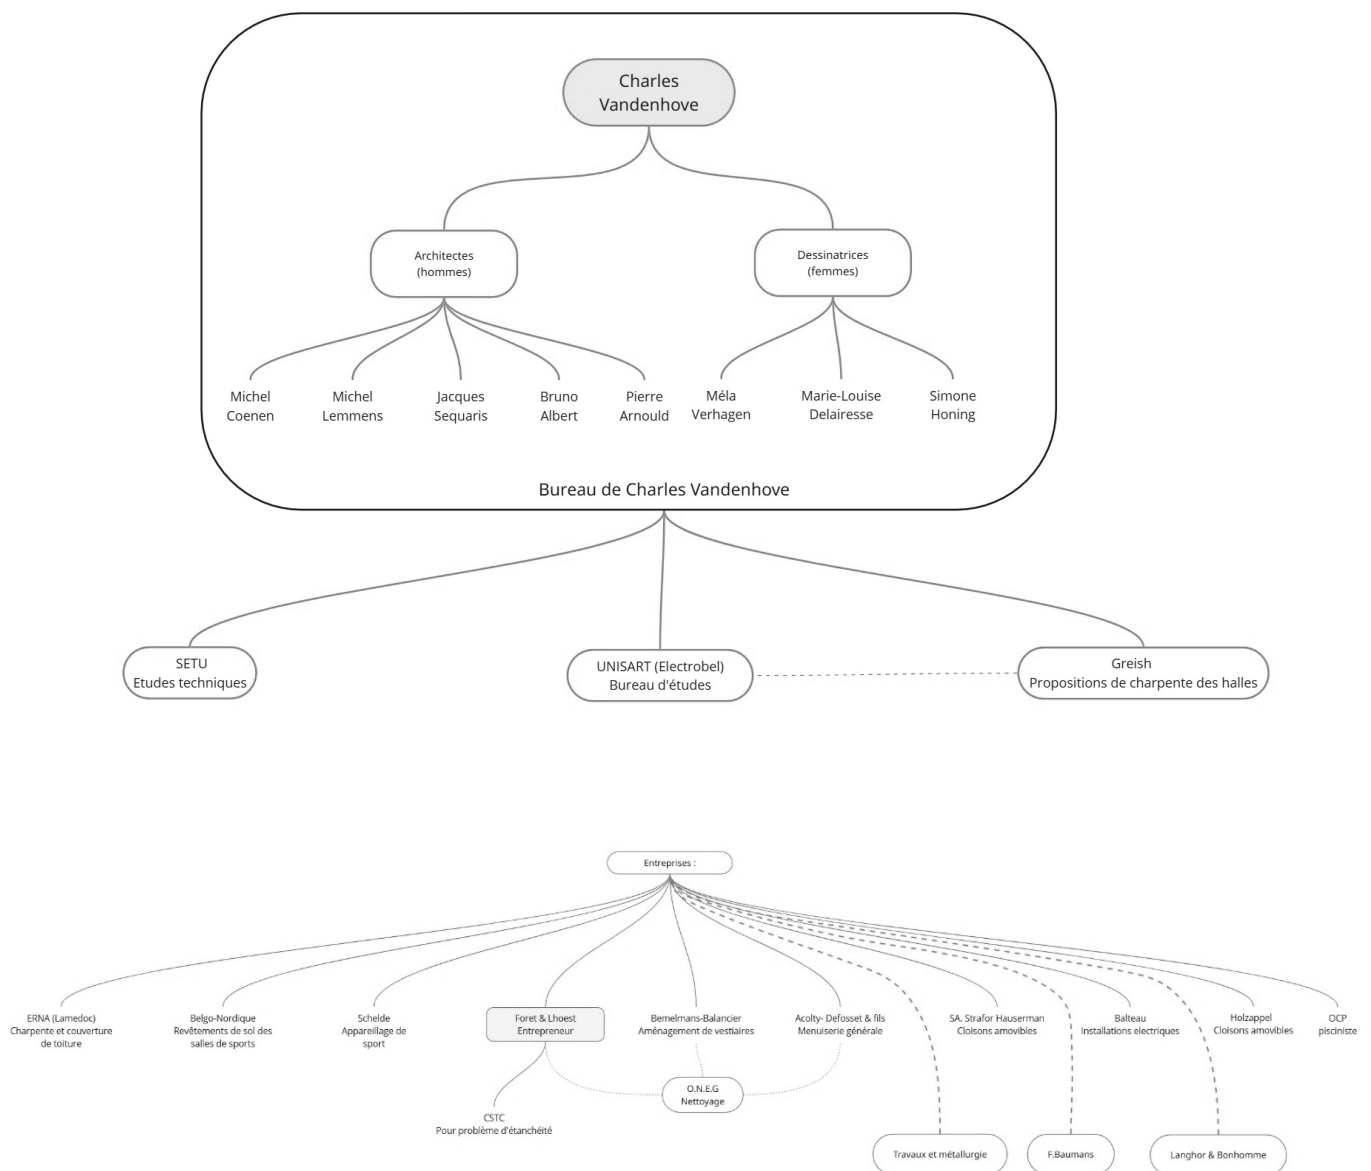 Charles
Vandenhove
Architectes
(hommes)
Dessinatrices
(femmes)
Michel
Coenen
Michel
Lemmens
Jacques
Sequaris
Bruno
Albert
Pierre
Arnould
Méla
Verhagen
Marie-Louise
Delairesse
Simone
Honing
Bureau de Charles Vandenhove
SETU
Etudes techniques
UNISART (Electrobel)
Bureau d'études
Greish
Propositions de charpente des halles
Entreprises :
ERNA (Lamedoc)
Charpente et couverture
de toiture
Belgo-Nordique
Revêtements de sol des
salles de sports
Schelde
Appareillage de
sport
Foret & Lhoest
Entrepreneur
Bemelmans-Balancier
Aménagement de vestiaires
Acolty- Defosset & fils
Menuiserie générale
SA. Strafor Hauserman
Cloisons amovibles
Balteau
Installations electriques
Holzappel
Cloisons amovibles
OCP
pisciniste
O.N.E.G
Nettoyage
CSTC
Pour problème d'étanchéité
Travaux et métallurgie
F.Baumans
Langhor & Bonhomme